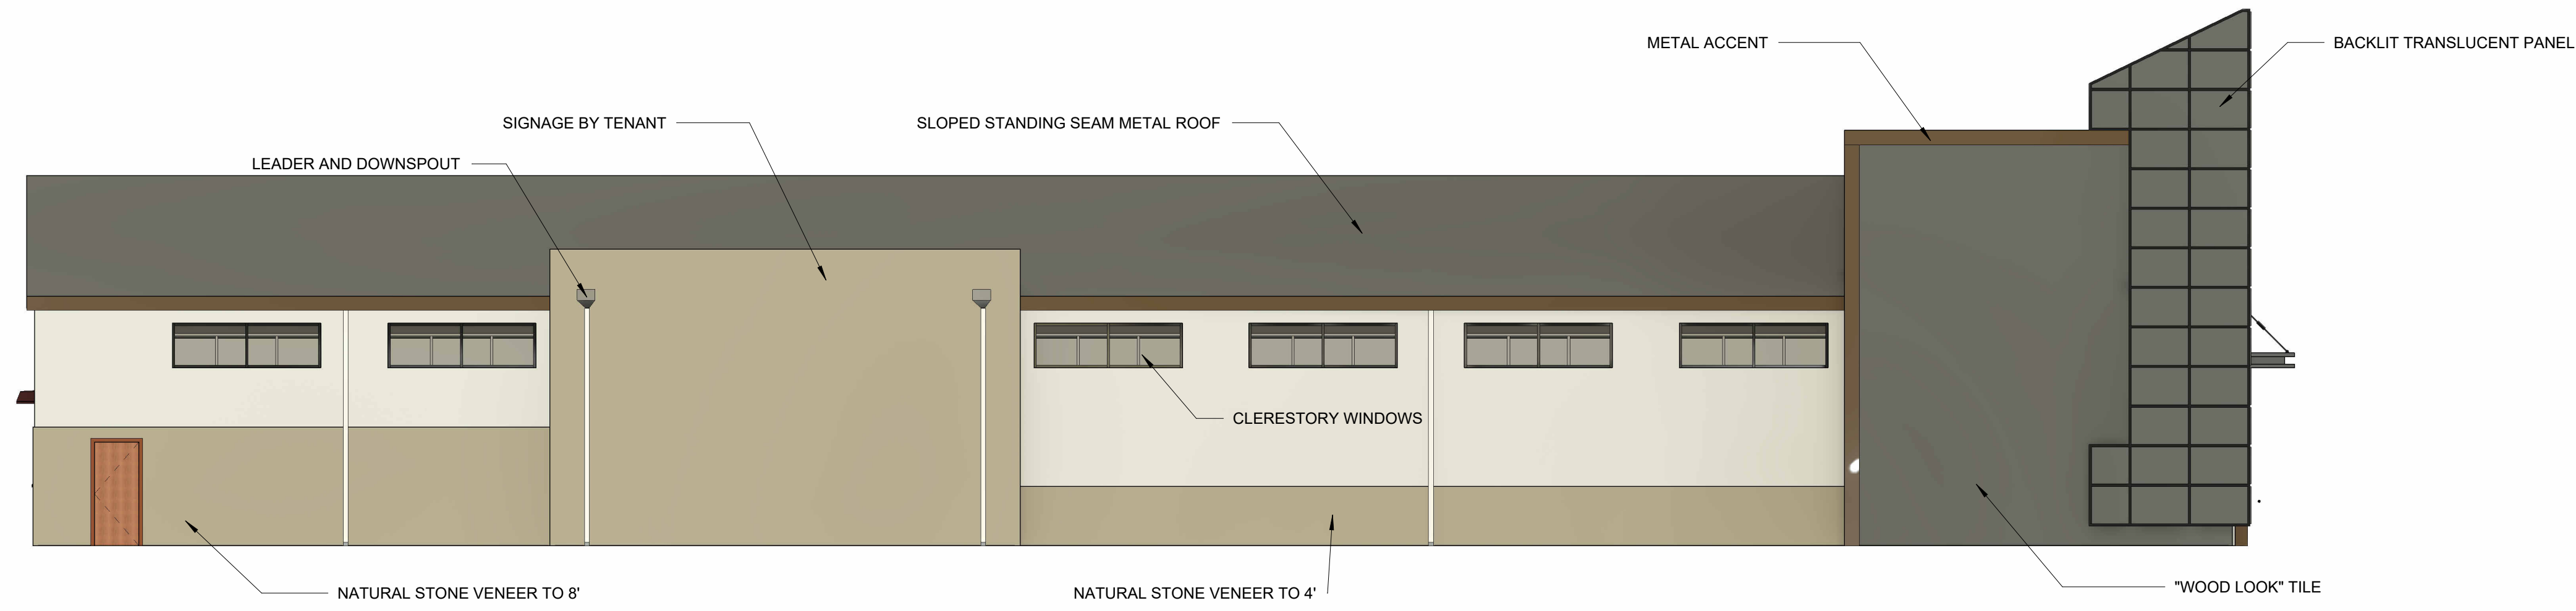 METAL ACCENT
BACKLIT TRANSLUCENT PANEL
SIGNAGE BY TENANT
SLOPED STANDING SEAM METAL ROOF
LEADER AND DOWNSPOUT
CLERESTORY WINDOWS
NATURAL STONE VENEER TO 8'
NATURAL STONE VENEER TO 4'
"WOOD LOOK" TILE